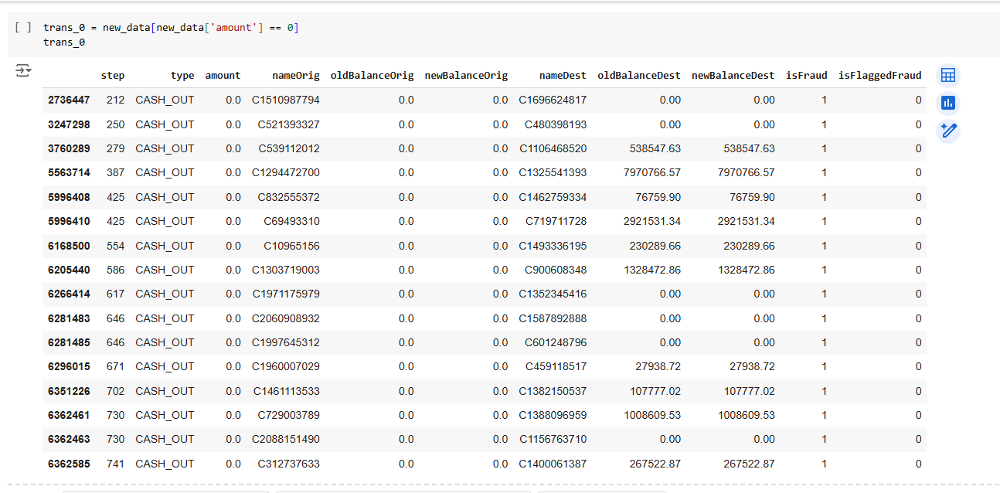 [ ] trans_0 = new_data[new_data['amount'] == 0]
trans_0
step type amount nameOrig oldBalanceOrig newBalanceOrig nameDest oldBalanceDest newBalanceDest isFraud isFlaggedFraud
2736447 212 CASH_OUT 0.0 C1510987794 0.0 0.0 C1696624817 0.00 0.00 1 0
3247298 250 CASH_OUT 0.0 C521393327 0.0 0.0 C480398193 0.00 0.00 1 0
3760289 279 CASH_OUT 0.0 C539112012 0.0 0.0 C1106468520 538547.63 538547.63 1 0
5563714 387 CASH_OUT 0.0 C1294472700 0.0 0.0 C1325541393 7970766.57 7970766.57 1 0
5996408 425 CASH_OUT 0.0 C832555372 0.0 0.0 C1462759334 76759.90 76759.90 1 0
5996410 425 CASH_OUT 0.0 C69493310 0.0 0.0 C719711728 2921531.34 2921531.34 1 0
6168500 554 CASH_OUT 0.0 C10965156 0.0 0.0 C1493336195 230289.66 230289.66 1 0
6205440 586 CASH_OUT 0.0 C1303719003 0.0 0.0 C900608348 1328472.86 1328472.86 1 0
6266414 617 CASH_OUT 0.0 C1971175979 0.0 0.0 C1352345416 0.00 0.00 1 0
6281483 646 CASH_OUT 0.0 C2060908932 0.0 0.0 C1587892888 0.00 0.00 1 0
6281485 646 CASH_OUT 0.0 C1997645312 0.0 0.0 C601248796 0.00 0.00 1 0
6296015 671 CASH_OUT 0.0 C1960007029 0.0 0.0 C459118517 27938.72 27938.72 1 0
6351226 702 CASH_OUT 0.0 C1461113533 0.0 0.0 C1382150537 107777.02 107777.02 1 0
6362461 730 CASH_OUT 0.0 C729003789 0.0 0.0 C1388096959 1008609.53 1008609.53 1 0
6362463 730 CASH_OUT 0.0 C2088151490 0.0 0.0 C1156763710 0.00 0.00 1 0
6362585 741 CASH_OUT 0.0 C312737633 0.0 0.0 C1400061387 267522.87 267522.87 1 0